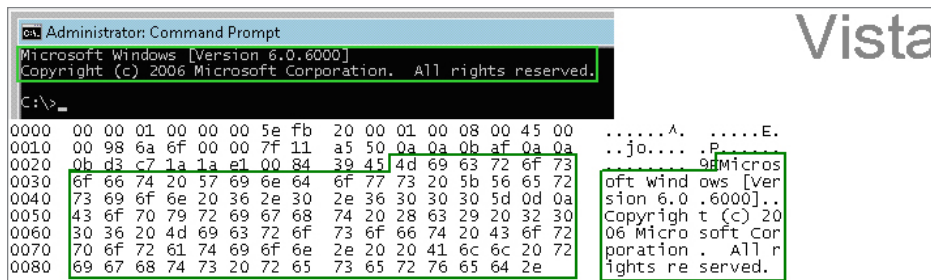 Administrator: Command Prompt
Vista
Microsoft Windows [Version 6.0.6000]
Copyright (c) 2006 Microsoft Corporation.  All rights reserved.
C:\>_
0000  00 00 01 00 00 00 5e fb  20 00 01 00 08 00 45 00  ......^. .....E.
0010  00 98 6a 6f 00 00 7f 11  a5 50 0a 0a 0b af 0a 0a  ..jo.... .P......
0020  0b d3 c7 1a 1a e1 00 84  39 45 4d 69 63 72 6f 73  ........ 9EMicros
0030  6f 66 74 20 57 69 6e 64  6f 77 73 20 5b 56 65 72  oft Wind ows [Ver
0040  73 69 6f 6e 20 36 2e 30  2e 36 30 30 30 5d 0d 0a  sion 6.0 .6000]..
0050  43 6f 70 79 72 69 67 68  74 20 28 63 29 20 32 30  Copyrigh t (c) 20
0060  30 36 20 4d 69 63 72 6f  73 6f 66 74 20 43 6f 72  06 Micro soft Cor
0070  70 6f 72 61 74 69 6f 6e  2e 20 20 41 6c 6c 20 72  poration .  All r
0080  69 67 68 74 73 20 72 65  73 65 72 76 65 64 2e  ights re served.